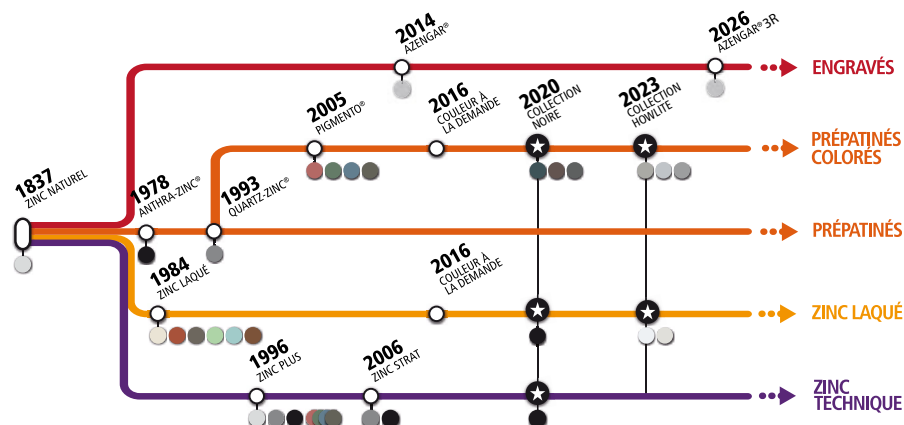 2014
AZENGAR®
2026
AZENGAR® 3R
ENGRAVÉS
2005
PIGMENTO®
2016
COULEUR À
LA DEMANDE
2020
COLLECTION
NOIRE
2023
COLLECTION
HOWLITE
PRÉPATINÉS
COLORÉS
1837
ZINC NATUREL
1978
ANTHRA-ZINC®
1993
QUARTZ-ZINC®
PRÉPATINÉS
1984
ZINC LAQUÉ
2016
COULEUR À
LA DEMANDE
ZINC LAQUÉ
1996
ZINC PLUS
2006
ZINC STRAT
ZINC
TECHNIQUE